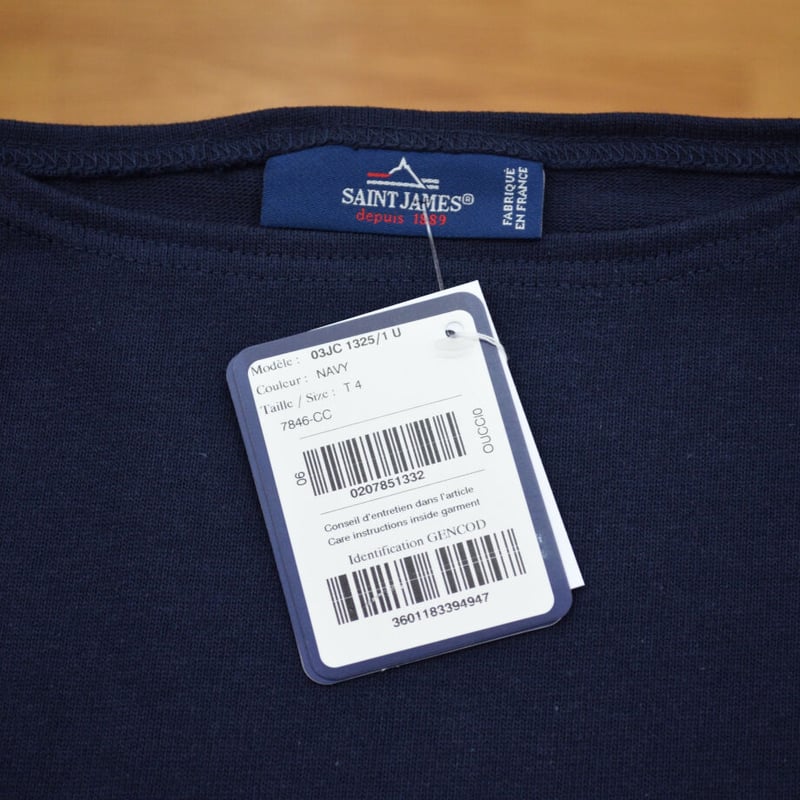 SAINT JAMES®
depuis 1889
FABRIQUÉ
EN FRANCE
Modèle : 03JC 1325/1 U
Couleur : NAVY
Taille / Size : T 4
7846-CC
06
OUCCIO
0207851332
Conseil d'entretien dans l'article
Care instructions inside garment
Identification GENCOD
3601183394947